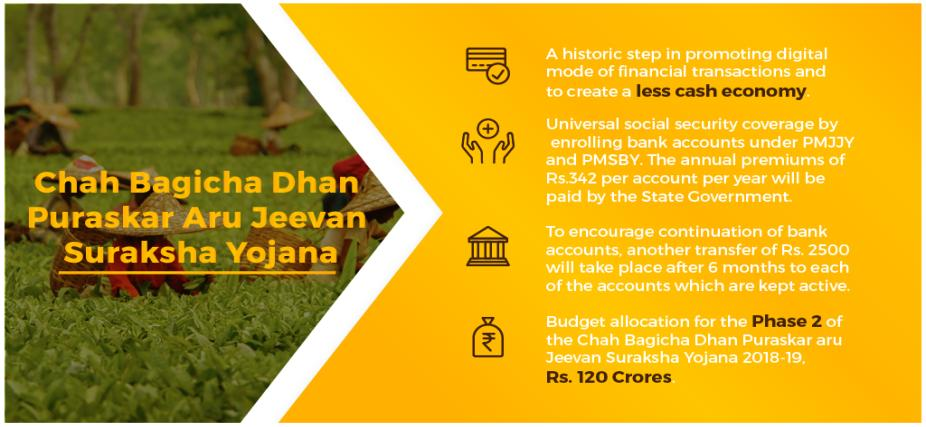 Chah Bagicha Dhan
Puraskar Aru Jeevan
Suraksha Yojana
A historic step in promoting digital
mode of financial transactions and
to create a less cash economy.
Universal social security coverage by
enrolling bank accounts under PMJJY
and PMSBY. The annual premiums of
Rs.342 per account per year will be
paid by the State Government.
To encourage continuation of bank
accounts, another transfer of Rs. 2500
will take place after 6 months to each
of the accounts which are kept active.
Budget allocation for the Phase 2 of
the Chah Bagicha Dhan Puraskar aru
Jeevan Suraksha Yojana 2018-19,
Rs. 120 Crores.